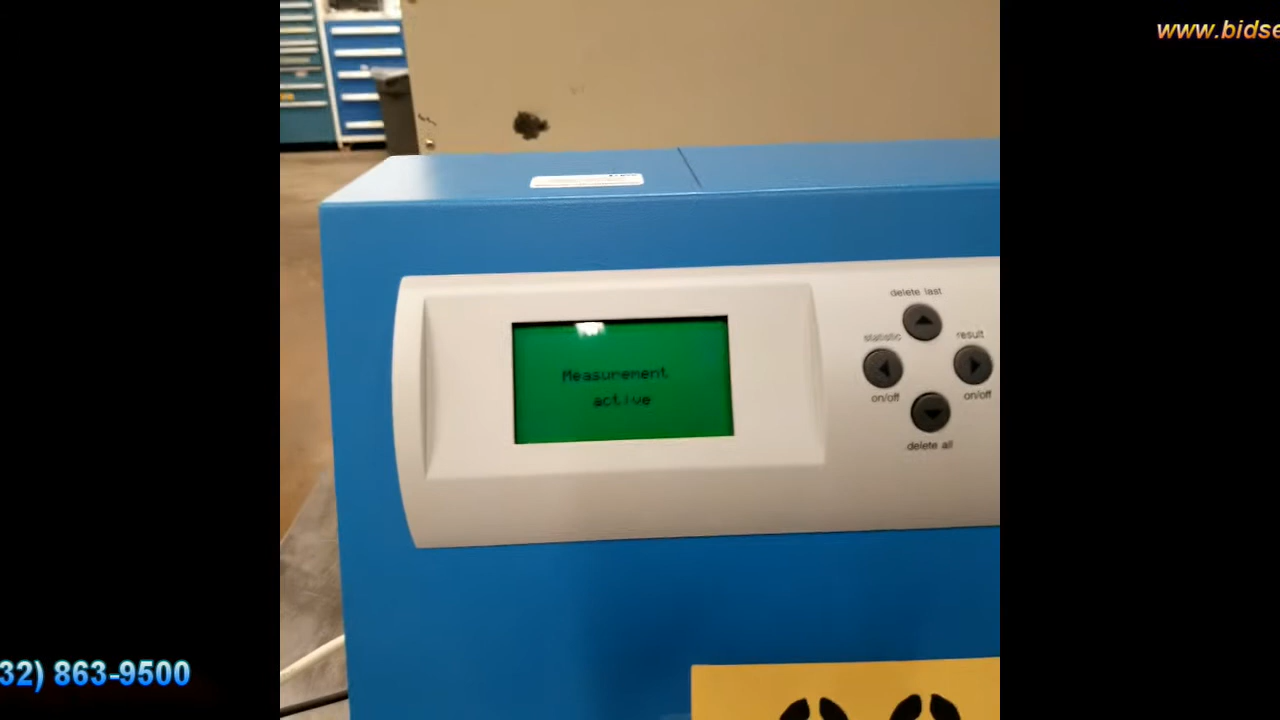 www.bidse
Measurement
active
delete last
statistic
result
on/off
on/off
delete all
32) 863-9500